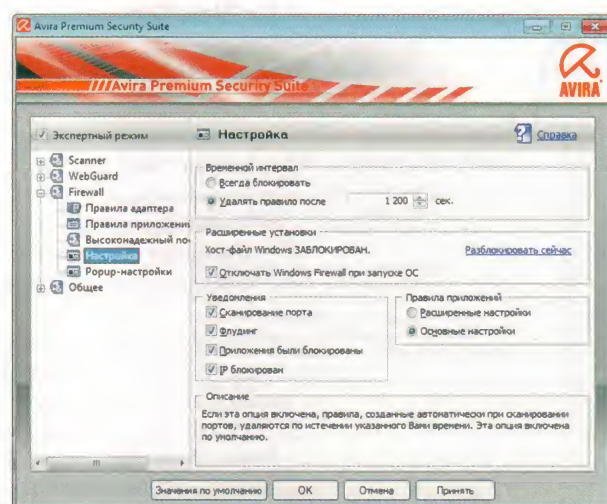 Avira Premium Security Suite
////Avira Premium Security Suite
AVIRA
Экспертный режим
Настройка
Справка
Scanner
WebGuard
Firewall
Правила адаптера
Правила приложени
Высоконадежный по
Настройка
Popup-настройки
Общее
Временной интервал
Всегда блокировать
Удалять правило после 1 200 сек.
Расширенные установки
Хост-файл Windows ЗАБЛОКИРОВАН. Разблокировать сейчас
Отключать Windows Firewall при запуске ОС
Уведомления
Сканирование порта
Флудинг
Приложения были блокированы
IP блокирован
Правила приложений
Расширенные настройки
Основные настройки
Описание
Если эта опция включена, правила, созданные автоматически при сканировании
портов, удаляются по истечении указанного Вами времени. Эта опция включена
по умолчанию.
Значения по умолчанию
OK
Отмена
Принять